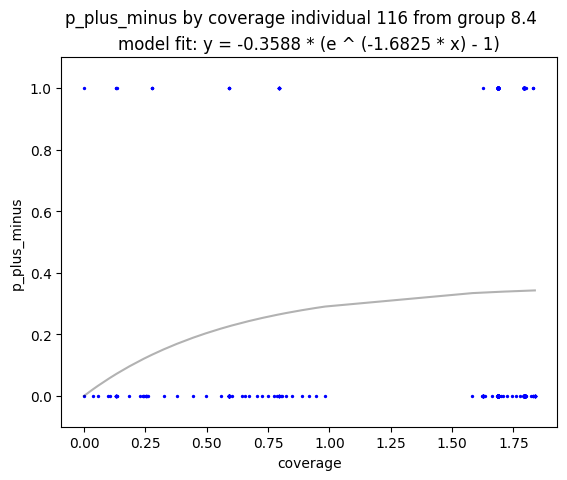 p_plus_minus by coverage individual 116 from group 8.4
model fit: y = -0.3588 * (e ^ (-1.6825 * x) - 1)
1.0
0.8
0.6
0.4
0.2
0.0
p_plus_minus
0.00 0.25 0.50 0.75 1.00 1.25 1.50 1.75
coverage